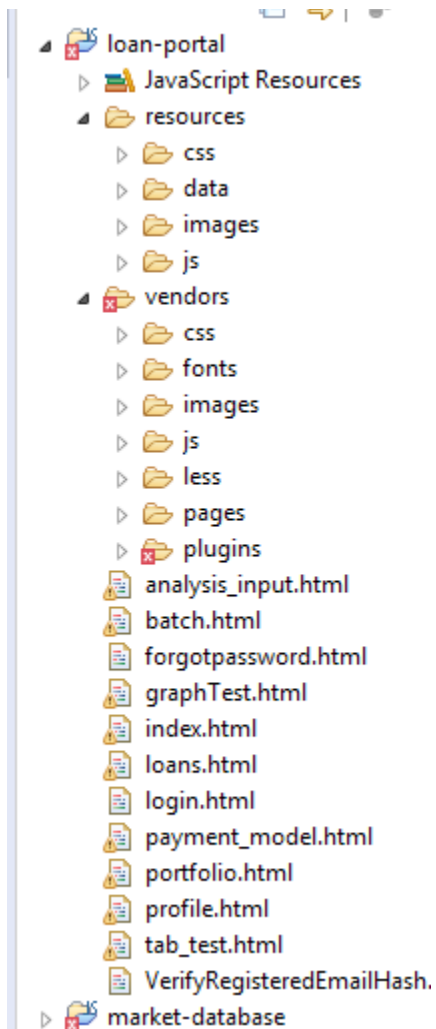 loan-portal
JavaScript Resources
resources
css
data
images
js
vendors
css
fonts
images
js
less
pages
plugins
analysis_input.html
batch.html
forgotpassword.html
graphTest.html
index.html
loans.html
login.html
payment_model.html
portfolio.html
profile.html
tab_test.html
VerifyRegisteredEmailHash.
market-database